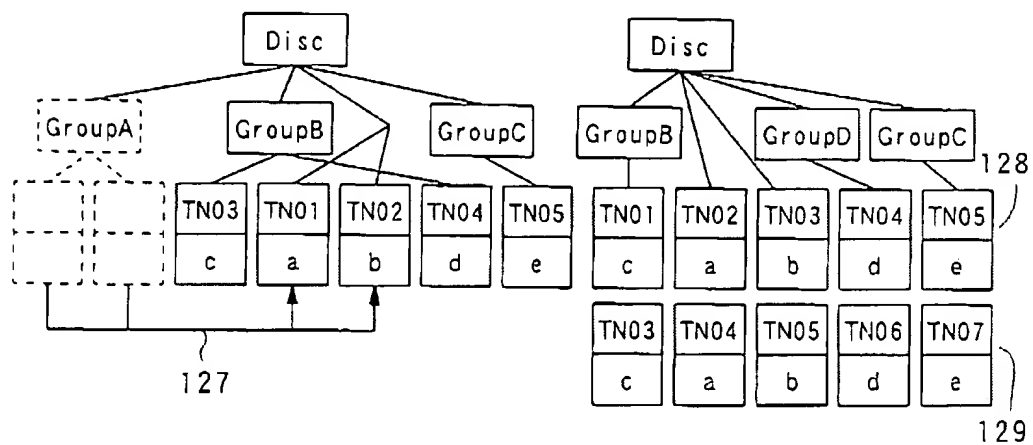 Disc Disc
GroupA GroupB GroupC GroupB GroupD GroupC
128
TN03 TN01 TN02 TN04 TN05 TN01 TN02 TN03 TN04 TN05
c a b d e c a b d e
TN03 TN04 TN05 TN06 TN07
c a b d e
127
129